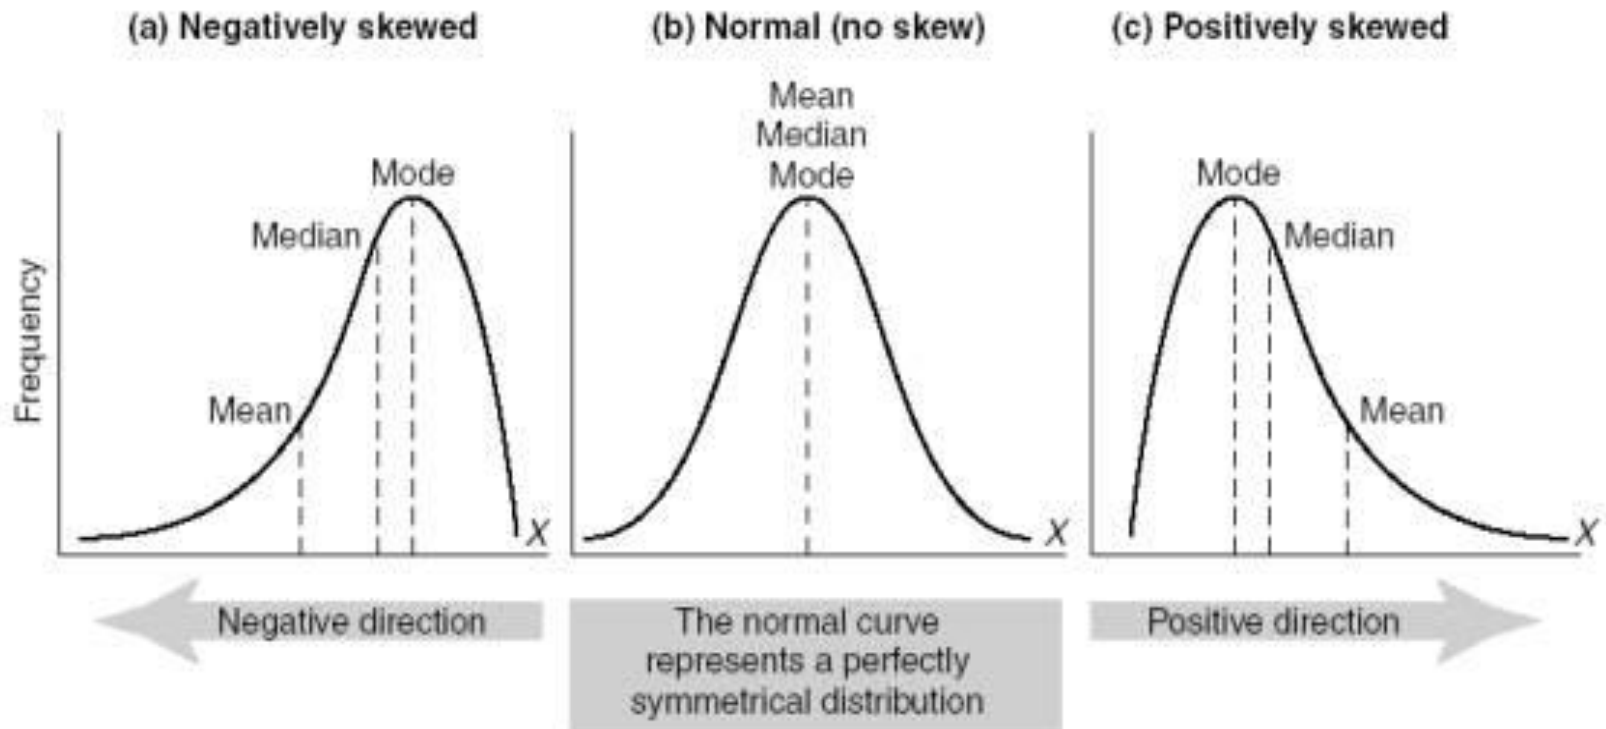 (a) Negatively skewed
(b) Normal (no skew)
(c) Positively skewed
Frequency
Mode
Median
Mean
X
Mean
Median
Mode
X
Mode
Median
Mean
X
Negative direction
The normal curve
represents a perfectly
symmetrical distribution
Positive direction